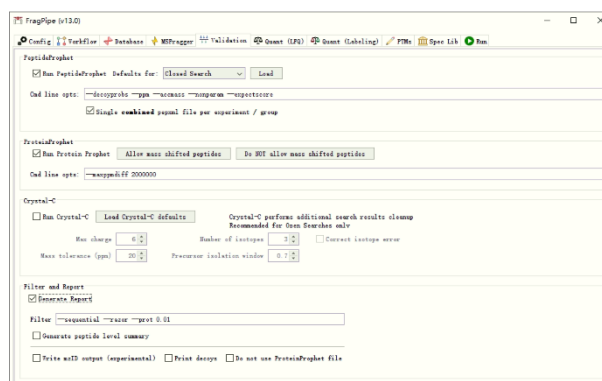 FragPipe (v13.0)
Config Workflow Database MSFragger Validation Quant (LFQ) Quant (Labeling) PTMs Spec Lib Run
PeptideProphet
Run PeptideProphet Defaults for: Closed Search Load
Cmd line opts: --decoyprobs --ppm --accmass --nonparam --expectscore
Single combined pepxml file per experiment / group
ProteinProphet
Run Protein Prophet Allow mass shifted peptides Do NOT allow mass shifted peptides
Cmd line opts: --maxppmdiff 2000000
Crystal-C
Run Crystal-C Load Crystal-C defaults Crystal-C performs additional search results cleanup
Recommended for Open Searches only
Max charge 6 Number of isotopes 3 Correct isotope error
Mass tolerance (ppm) 20 Precursor isolation window 0.7
Filter and Report
Generate Report
Filter --sequential --razor --prot 0.01
Generate peptide level summary
Write mzID output (experimental) Print decoys Do not use ProteinProphet file